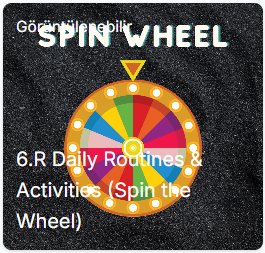 Görüntülenebilir
SPIN WHEEL
6.R Daily Routines &
Activities (Spin the
Wheel)